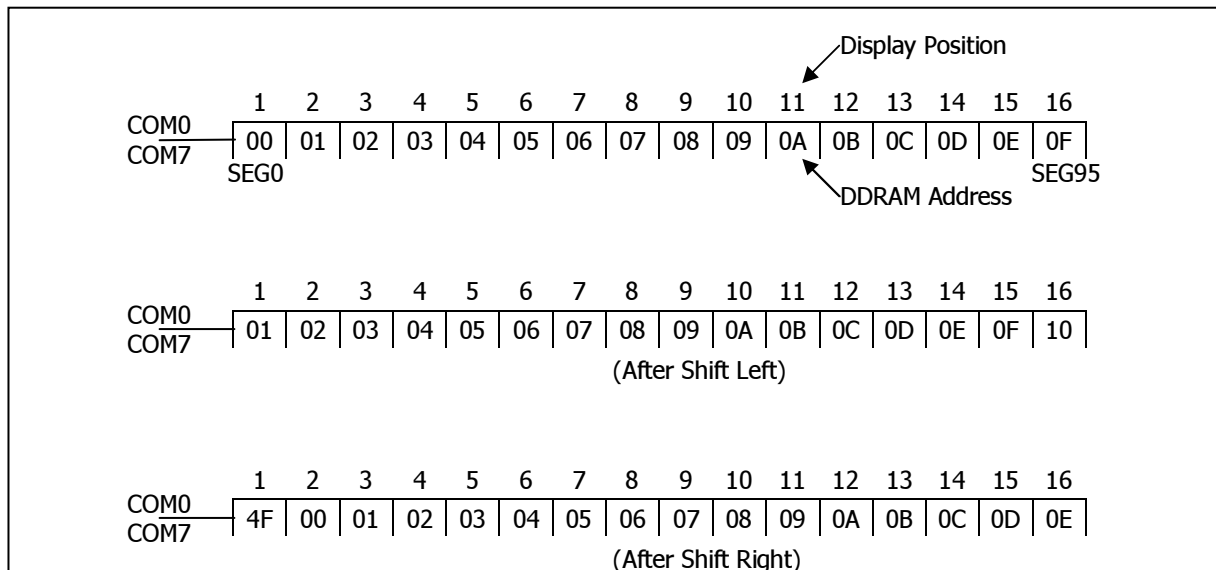 Display Position
1 2 3 4 5 6 7 8 9 10 11 12 13 14 15 16
COM0
COM7
00 01 02 03 04 05 06 07 08 09 0A 0B 0C 0D 0E 0F
SEG0 SEG95
DDRAM Address
1 2 3 4 5 6 7 8 9 10 11 12 13 14 15 16
COM0
COM7
01 02 03 04 05 06 07 08 09 0A 0B 0C 0D 0E 0F 10
(After Shift Left)
1 2 3 4 5 6 7 8 9 10 11 12 13 14 15 16
COM0
COM7
4F 00 01 02 03 04 05 06 07 08 09 0A 0B 0C 0D 0E
(After Shift Right)